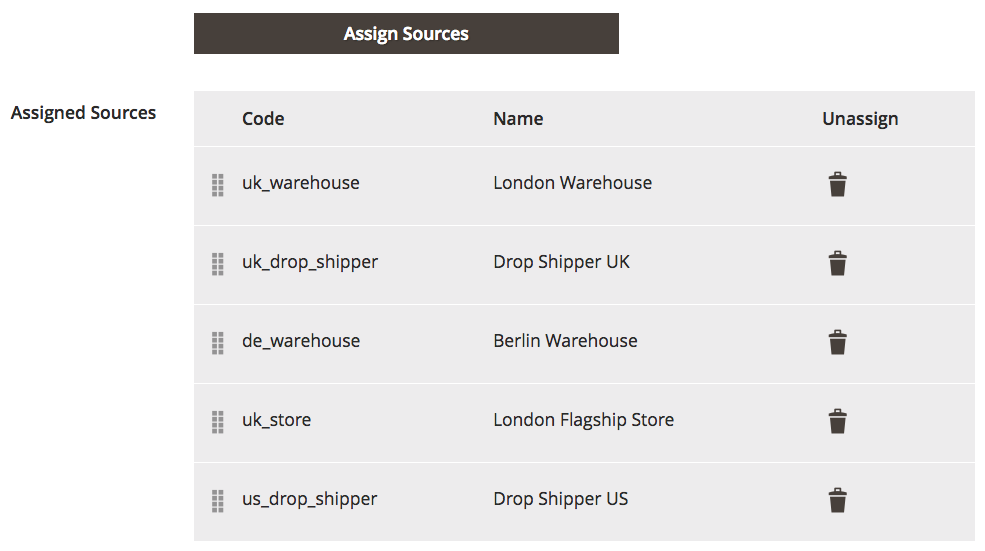 Assign Sources
Assigned Sources
Code Name Unassign
uk_warehouse London Warehouse
uk_drop_shipper Drop Shipper UK
de_warehouse Berlin Warehouse
uk_store London Flagship Store
us_drop_shipper Drop Shipper US